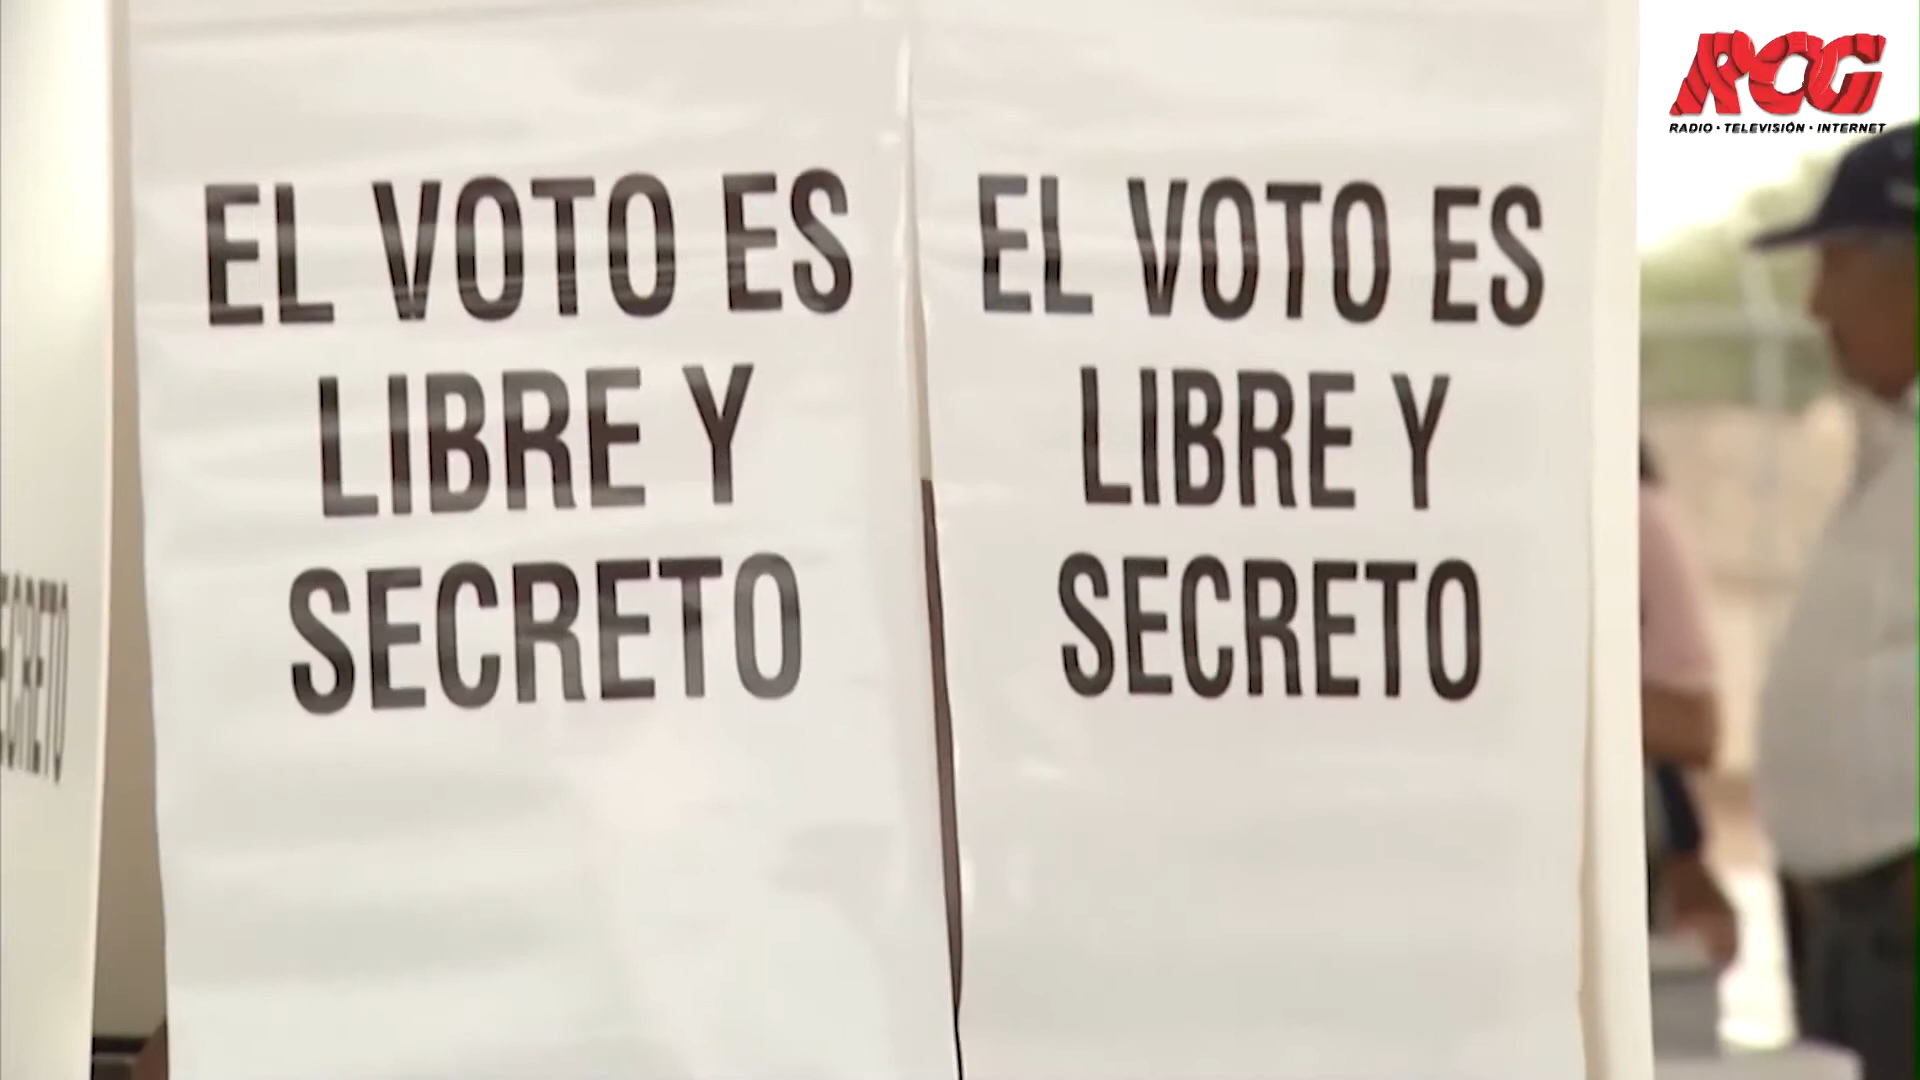 EL VOTO ES
LIBRE Y
SECRETO
EL VOTO ES
LIBRE Y
SECRETO
SECRETO
RCG
RADIO · TELEVISIÓN · INTERNET